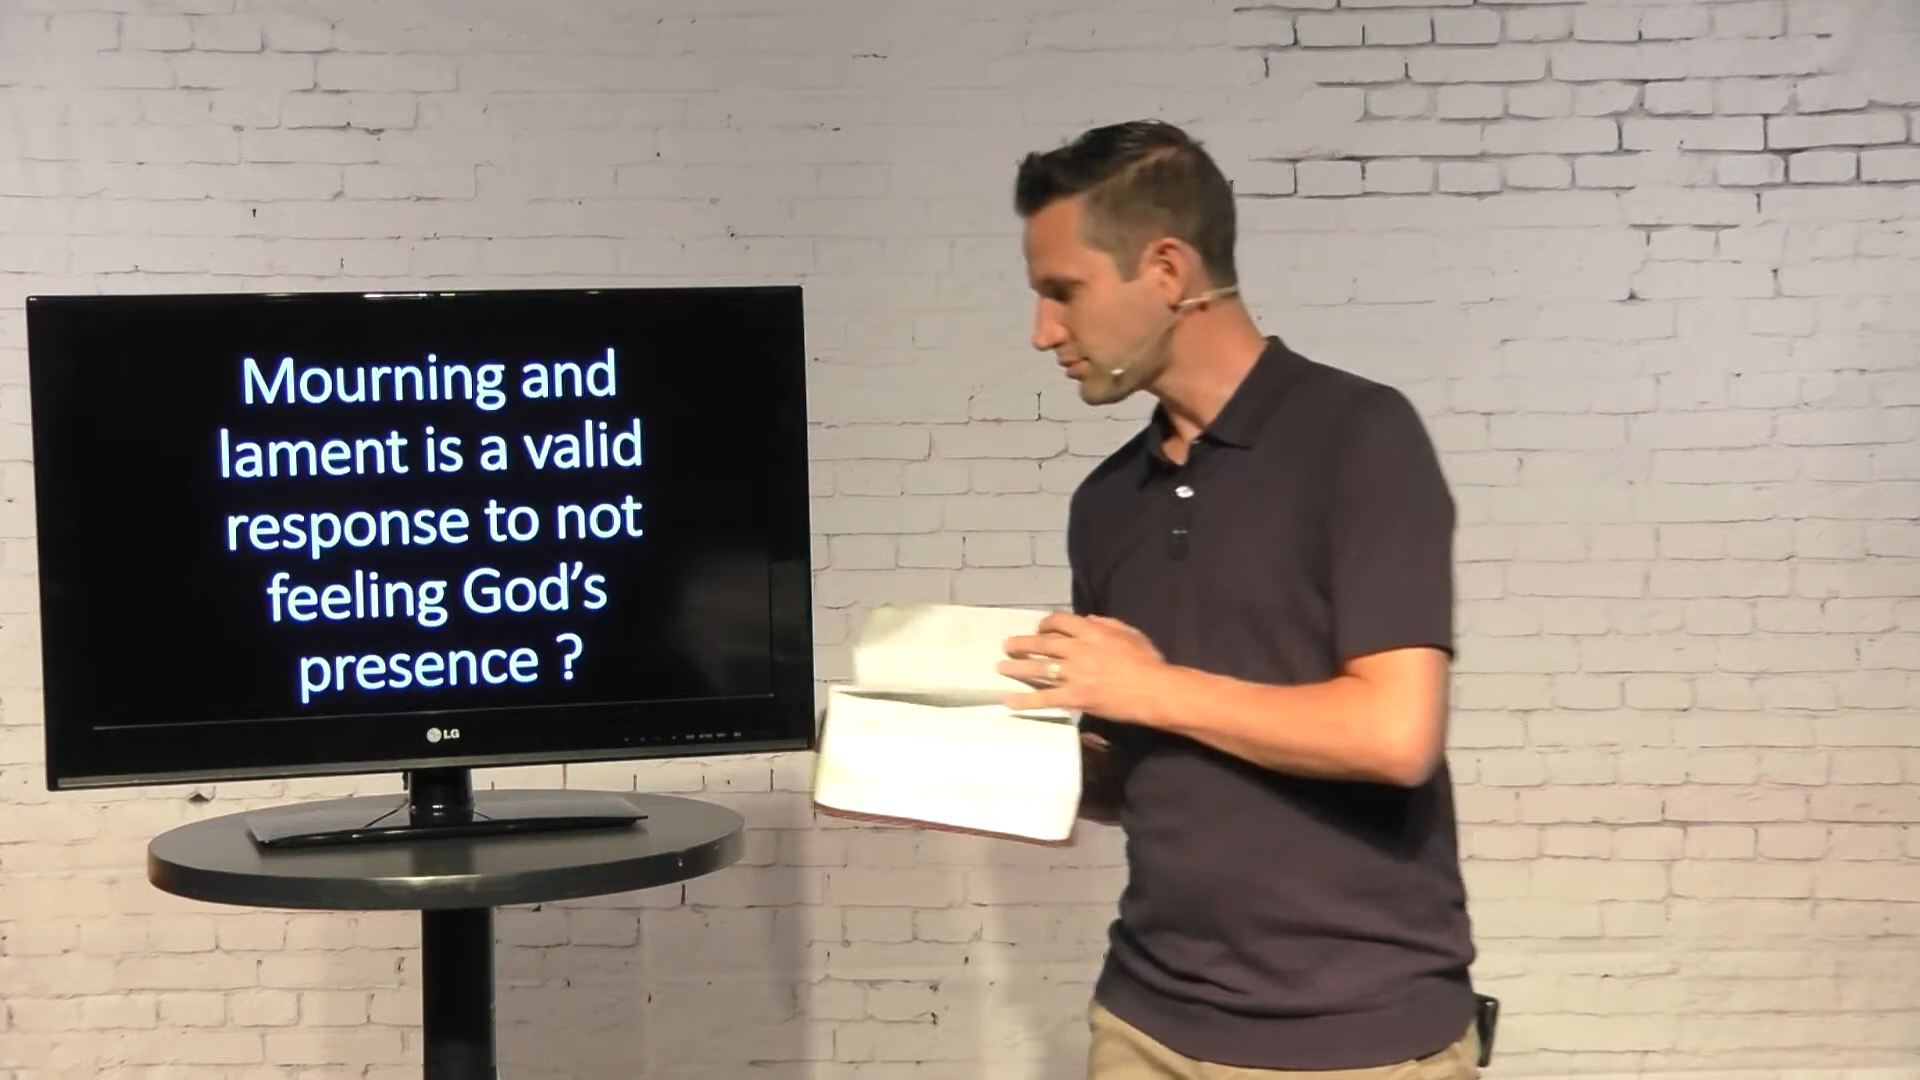 Mourning and
lament is a valid
response to not
feeling God's
presence ?
LG